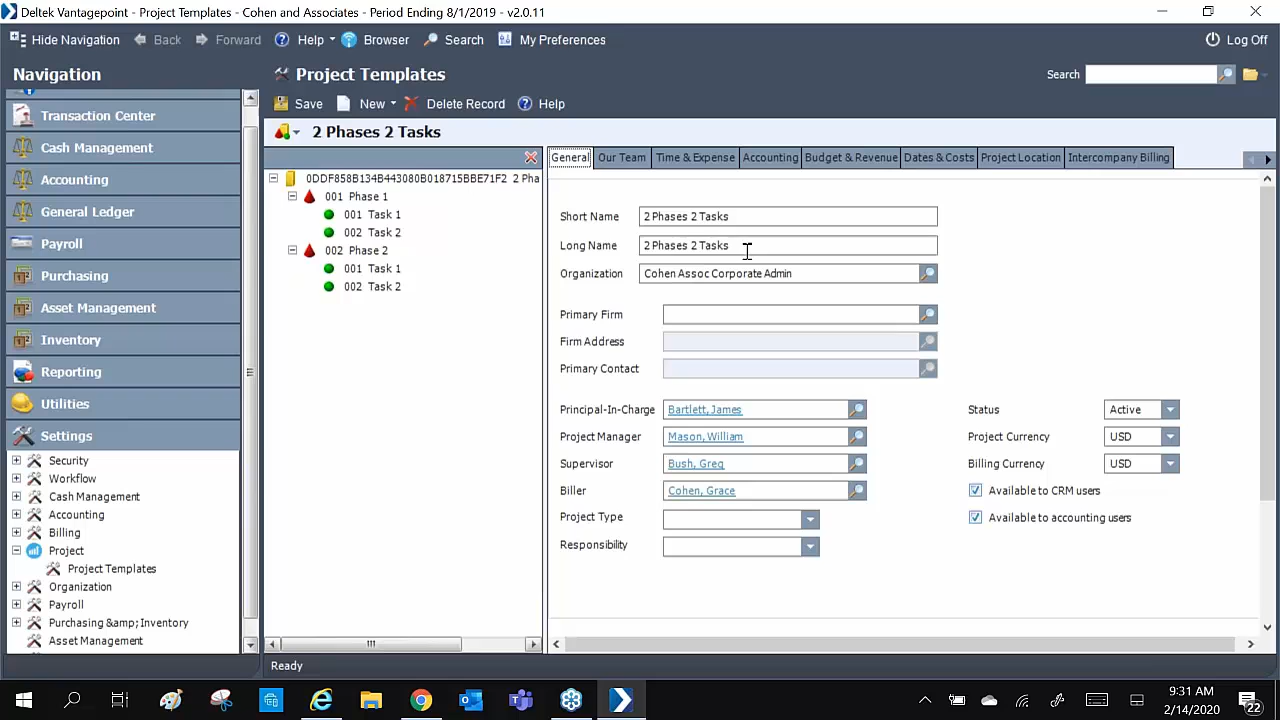 Deltek Vantagepoint - Project Templates - Cohen and Associates - Period Ending 8/1/2019 - v2.0.11
Hide Navigation Back Forward Help Browser Search My Preferences Log Off
Navigation
Transaction Center
Cash Management
Accounting
General Ledger
Payroll
Purchasing
Asset Management
Inventory
Reporting
Utilities
Settings
Security
Workflow
Cash Management
Accounting
Billing
Project
Project Templates
Organization
Payroll
Purchasing &amp; Inventory
Asset Management
Project Templates
Search
Save New Delete Record Help
2 Phases 2 Tasks
0DDF858B134B443080B018715BBE71F2 2 Pha
001 Phase 1
001 Task 1
002 Task 2
002 Phase 2
001 Task 1
002 Task 2
General Our Team Time & Expense Accounting Budget & Revenue Dates & Costs Project Location Intercompany Billing
Short Name 2 Phases 2 Tasks
Long Name 2 Phases 2 Tasks
Organization Cohen Assoc Corporate Admin
Primary Firm
Firm Address
Primary Contact
Principal-In-Charge Bartlett, James Status Active
Project Manager Mason, William Project Currency USD
Supervisor Bush, Greg Billing Currency USD
Biller Cohen, Grace Available to CRM users
Project Type Available to accounting users
Responsibility
Ready
9:31 AM
2/14/2020
22